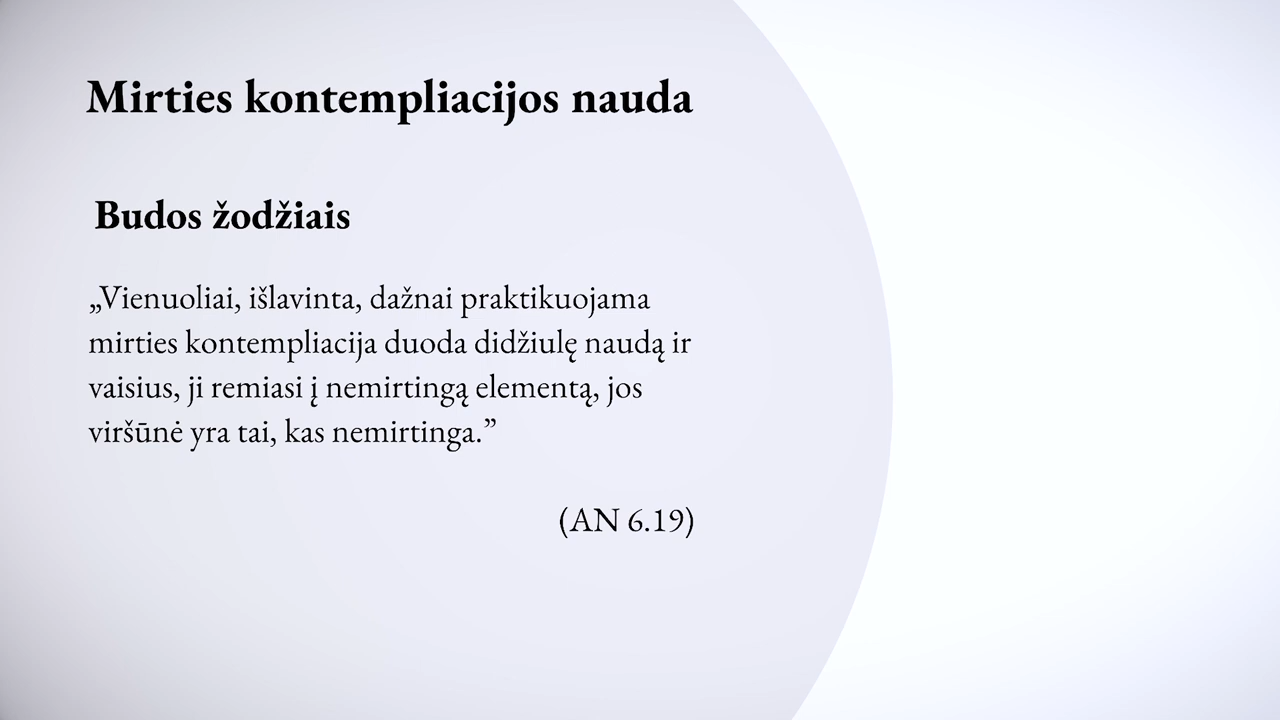 Mirties kontempliacijos nauda
Budos žodžiais
„Vienuoliai, išlavinta, dažnai praktikuojama
mirties kontempliacija duoda didžiulę naudą ir
vaisius, ji remiasi į nemirtingą elementą, jos
viršūnė yra tai, kas nemirtinga.”
(AN 6.19)